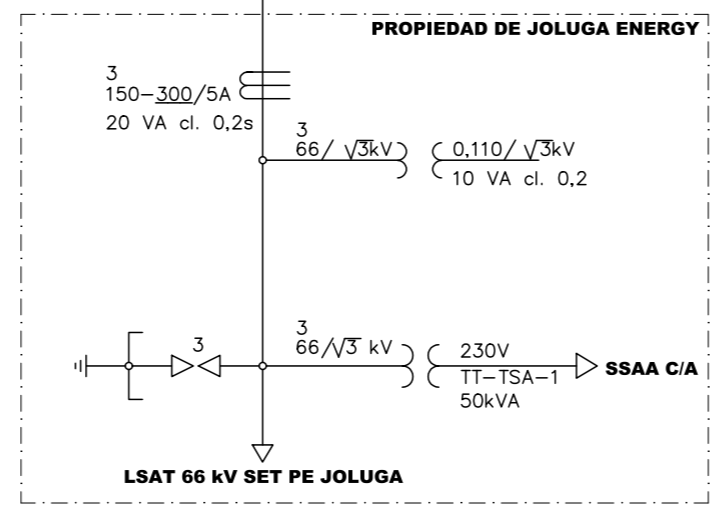 PROPIEDAD DE JOLUGA ENERGY
3
150-300/5A
20 VA cl. 0,2s
3
66/ √3kV
0,110/ √3kV
10 VA cl. 0,2
3
3
66/√3 kV
230V
TT-TSA-1
50kVA
SSAA C/A
LSAT 66 kV SET PE JOLUGA